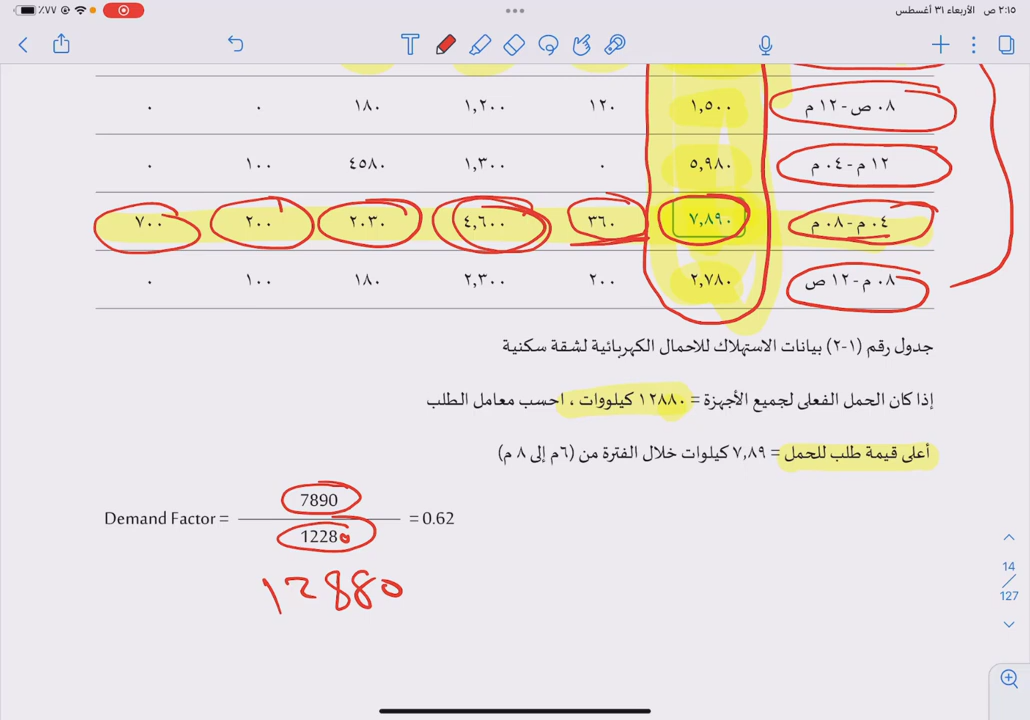 ٢:١٥ ص الأربعاء ٣١ أغسطس
٪٧٧
T
٠٨ ص - ١٢ م ١,٥٠٠ ١٢٠ ١,٢٠٠ ١٨٠ ٠ ٠
١٢ م - ٠٤ م ٥,٩٨٠ ٠ ١,٣٠٠ ٤٥٨٠ ١٠٠ ٠
٠٤ م - ٠٨ م ٧,٨٩٠ ٣٦٠ ٤,٦٠٠ ٢٠٣٠ ٢٠٠ ٧٠٠
٠٨ م - ١٢ ص ٢,٧٨٠ ٢٠٠ ٢,٣٠٠ ١٨٠ ١٠٠ ٠
جدول رقم (١-٢) بيانات الاستهلاك للاحمال الكهربائية لشقة سكنية
إذا كان الحمل الفعلى لجميع الأجهزة = ١٢٨٨٠ كيلووات ، احسب معامل الطلب
أعلى قيمة طلب للحمل = ٧,٨٩ كيلوات خلال الفترة من (٦م إلى ٨ م)
7890
Demand Factor = = 0.62
12280
12880
14
127